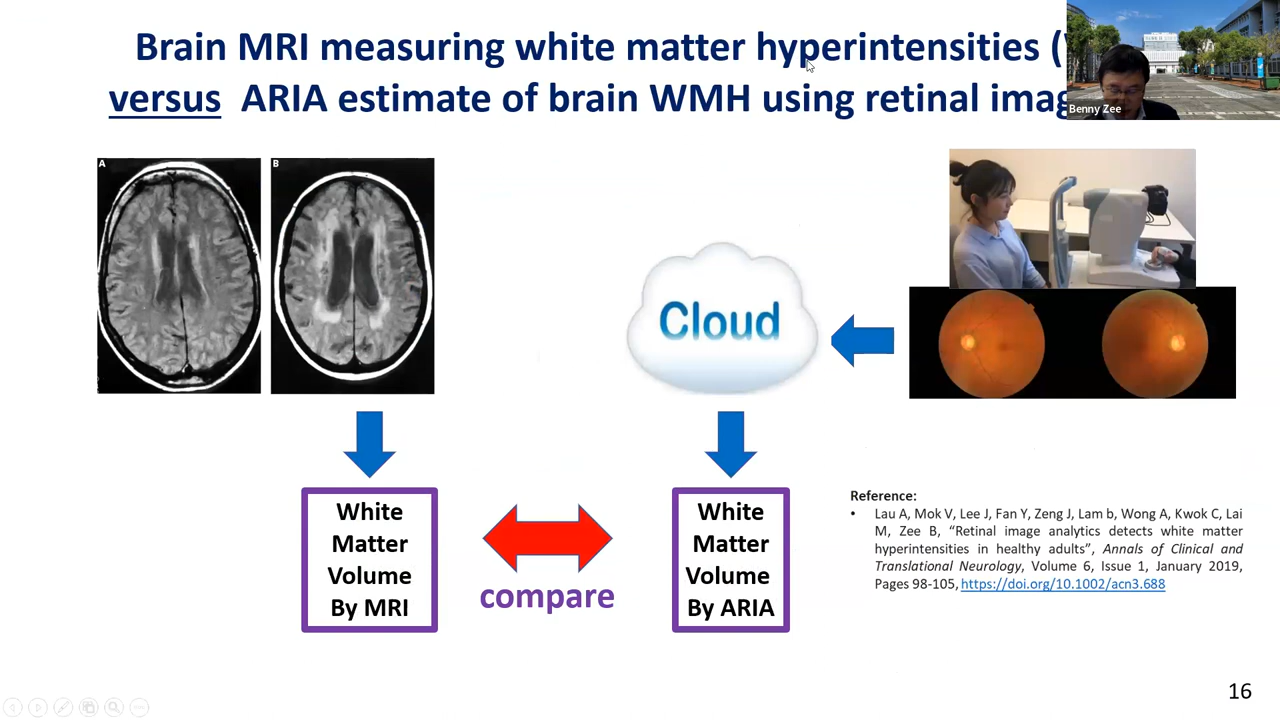 Brain MRI measuring white matter hyperintensities (
versus ARIA estimate of brain WMH using retinal imag
Benny Zee
A
B
Cloud
White
Matter
Volume
By MRI
compare
White
Matter
Volume
By ARIA
Reference:
• Lau A, Mok V, Lee J, Fan Y, Zeng J, Lam b, Wong A, Kwok C, Lai
M, Zee B, “Retinal image analytics detects white matter
hyperintensities in healthy adults”, Annals of Clinical and
Translational Neurology, Volume 6, Issue 1, January 2019,
Pages 98-105, https://doi.org/10.1002/acn3.688
16